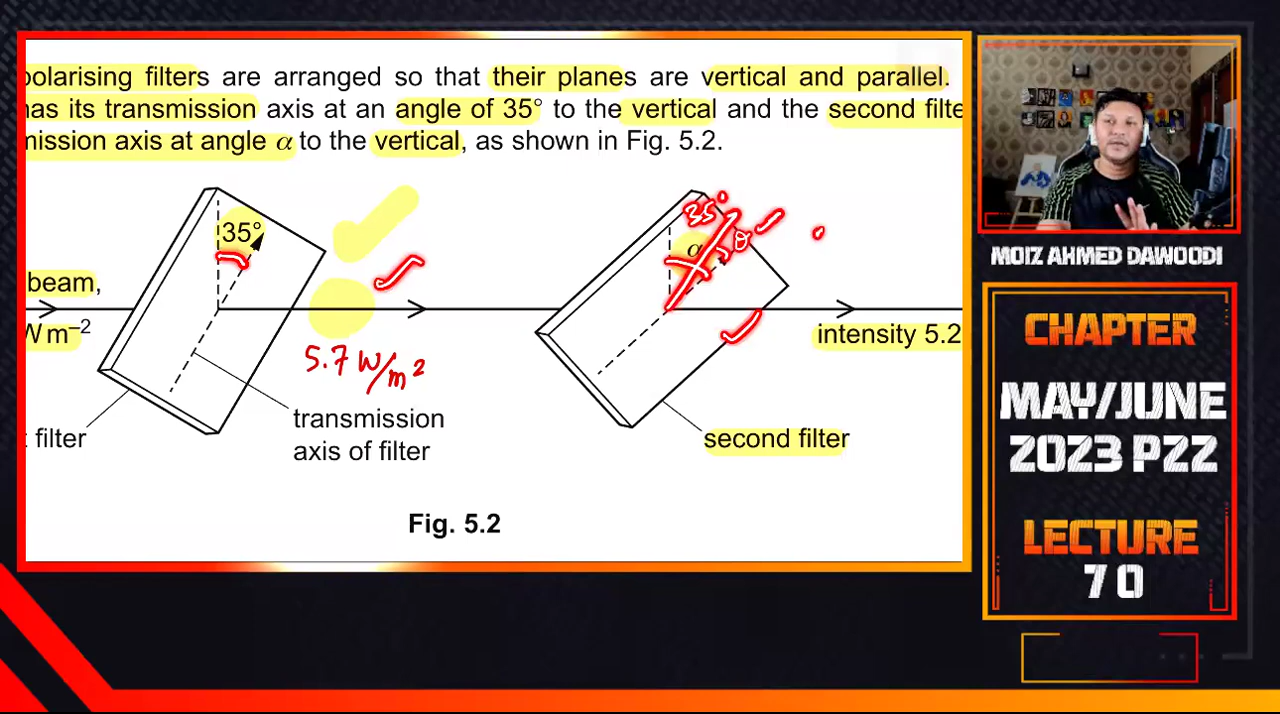 polarising filters are arranged so that their planes are vertical and parallel.
has its transmission axis at an angle of 35° to the vertical and the second filte
mission axis at angle α to the vertical, as shown in Fig. 5.2.
35°
35°
α
θ
beam,
W m–2
5.7 W/m²
intensity 5.2
transmission
axis of filter
filter
second filter
Fig. 5.2
MOIZ AHMED DAWOODI
CHAPTER
MAY/JUNE
2023 P22
LECTURE
70